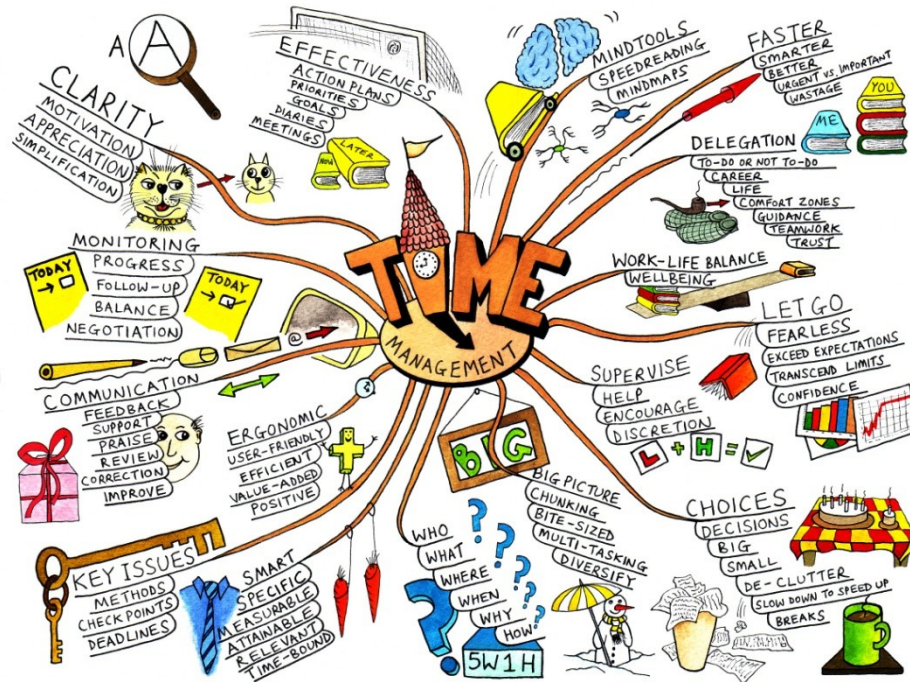 TIME
MANAGEMENT
A
A
CLARITY
MOTIVATION
APPRECIATION
SIMPLIFICATION
EFFECTIVENESS
ACTION PLANS
PRIORITIES
GOALS
DIARIES
MEETINGS
NOW
LATER
MINDTOOLS
SPEEDREADING
MINDMAPS
FASTER
SMARTER
BETTER
URGENT VS. IMPORTANT
WASTAGE
YOU
ME
DELEGATION
TO-DO OR NOT TO-DO
CAREER
LIFE
COMFORT ZONES
GUIDANCE
TEAMWORK
TRUST
WORK-LIFE BALANCE
WELLBEING
LET GO
FEARLESS
EXCEED EXPECTATIONS
TRANSCEND LIMITS
CONFIDENCE
SUPERVISE
HELP
ENCOURAGE
DISCRETION
L + H = ✓
CHOICES
DECISIONS
BIG
SMALL
DE-CLUTTER
SLOW DOWN TO SPEED UP
BREAKS
BIG
BIG PICTURE
CHUNKING
BITE-SIZED
MULTI-TASKING
DIVERSIFY
WHO
WHAT
WHERE
WHEN
WHY
HOW
? ? ? ? ? ? ?
5W1H
SMART
SPECIFIC
MEASURABLE
ATTAINABLE
RELEVANT
TIME-BOUND
KEY ISSUES
METHODS
CHECKPOINTS
DEADLINES
ERGONOMIC
USER-FRIENDLY
EFFICIENT
VALUE-ADDED
POSITIVE
COMMUNICATION
FEEDBACK
SUPPORT
PRAISE
REVIEW
CORRECTION
IMPROVE
@
MONITORING
PROGRESS
FOLLOW-UP
BALANCE
NEGOTIATION
TODAY
→ □
TODAY
→ ☑